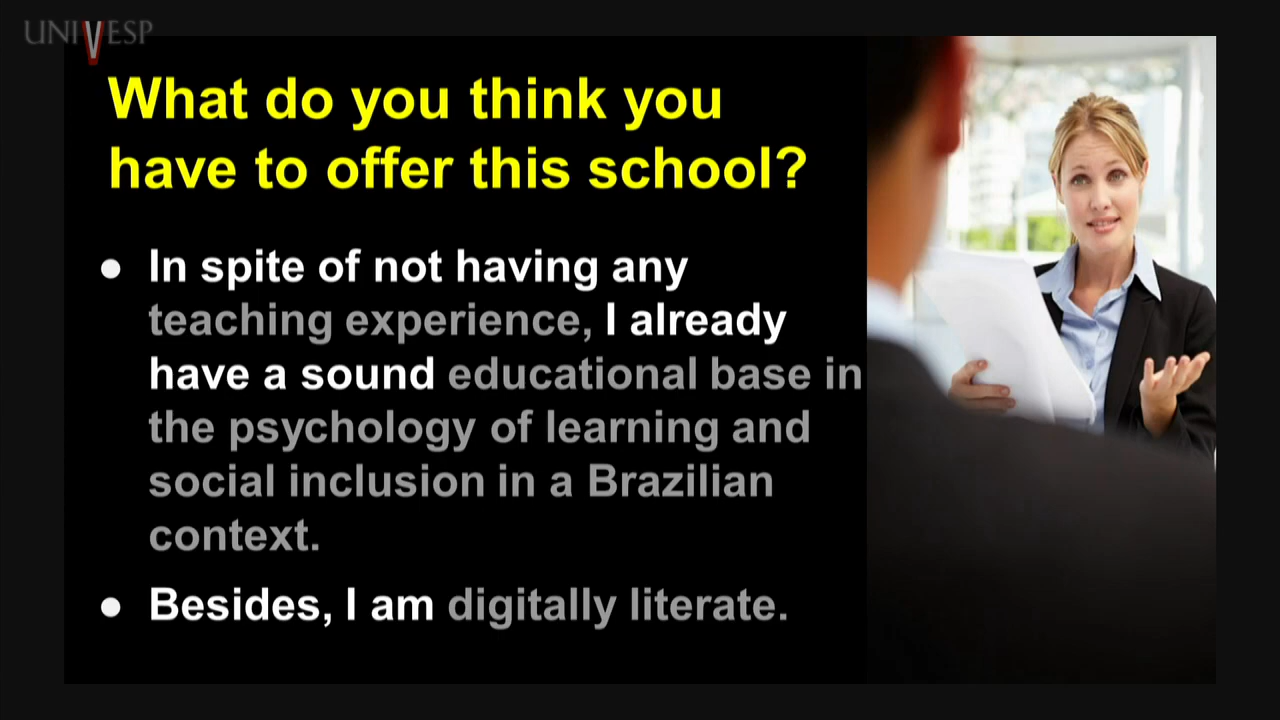 UNIVESP
What do you think you
have to offer this school?
● In spite of not having any
teaching experience, I already
have a sound educational base in
the psychology of learning and
social inclusion in a Brazilian
context.
● Besides, I am digitally literate.